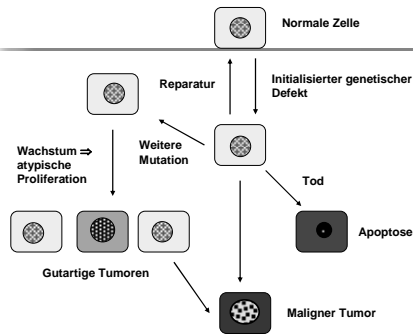 Normale Zelle
Reparatur
Initialisierter genetischer
Defekt
Weitere
Mutation
Wachstum ⇒
atypische
Proliferation
Tod
Apoptose
Gutartige Tumoren
Maligner Tumor